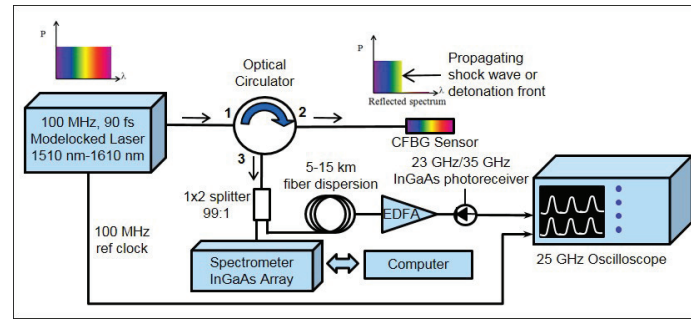 P
λ
Optical
Circulator
P
λ
Reflected spectrum
Propagating
shock wave or
detonation front
100 MHz, 90 fs
Modelocked Laser
1510 nm-1610 nm
1
2
3
CFBG Sensor
5-15 km
fiber dispersion
23 GHz/35 GHz
InGaAs photoreceiver
1x2 splitter
99:1
EDFA
100 MHz
ref clock
Spectrometer
InGaAs Array
Computer
25 GHz Oscilloscope